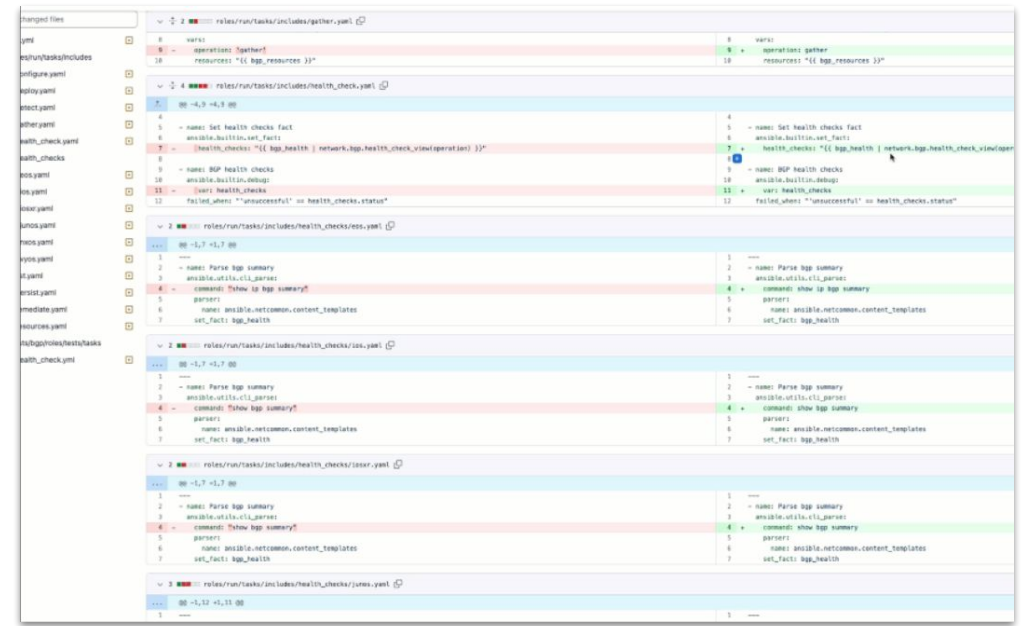 changed files
.yml
es/run/tasks/includes
onfigure.yaml
eploy.yaml
etect.yaml
ather.yaml
ealth_check.yaml
ealth_checks
eos.yaml
ios.yaml
iosxr.yaml
unos.yaml
nxos.yaml
vyos.yaml
st.yaml
ersist.yaml
emediate.yaml
esources.yaml
ts/bgp/roles/tests/tasks
ealth_check.yml
2 roles/run/tasks/includes/gather.yaml
8 vars:
9 - operation: "gather"
10 resources: "{{ bgp_resources }}"
8 vars:
9 + operation: gather
10 resources: "{{ bgp_resources }}"
4 roles/run/tasks/includes/health_check.yaml
@@ -4,9 +4,9 @@
4
5 - name: Set health checks fact
6 ansible.builtin.set_fact:
7 - health_checks: "{{ bgp_health | network.bgp.health_check_view(operation) }}"
8
9 - name: BGP health checks
10 ansible.builtin.debug:
11 - var: health_checks
12 failed_when: "'unsuccessful' == health_checks.status"
4
5 - name: Set health checks fact
6 ansible.builtin.set_fact:
7 + health_checks: "{{ bgp_health | network.bgp.health_check_view(oper
8
9 - name: BGP health checks
10 ansible.builtin.debug:
11 + var: health_checks
12 failed_when: "'unsuccessful' == health_checks.status"
2 roles/run/tasks/includes/health_checks/eos.yaml
... @@ -1,7 +1,7 @@
1 ---
2 - name: Parse bgp summary
3 ansible.utils.cli_parse:
4 - command: "show ip bgp summary"
5 parser:
6 name: ansible.netcommon.content_templates
7 set_fact: bgp_health
1 ---
2 - name: Parse bgp summary
3 ansible.utils.cli_parse:
4 + command: show ip bgp summary
5 parser:
6 name: ansible.netcommon.content_templates
7 set_fact: bgp_health
2 roles/run/tasks/includes/health_checks/ios.yaml
... @@ -1,7 +1,7 @@
1 ---
2 - name: Parse bgp summary
3 ansible.utils.cli_parse:
4 - command: "show bgp summary"
5 parser:
6 name: ansible.netcommon.content_templates
7 set_fact: bgp_health
1 ---
2 - name: Parse bgp summary
3 ansible.utils.cli_parse:
4 + command: show bgp summary
5 parser:
6 name: ansible.netcommon.content_templates
7 set_fact: bgp_health
2 roles/run/tasks/includes/health_checks/iosxr.yaml
... @@ -1,7 +1,7 @@
1 ---
2 - name: Parse bgp summary
3 ansible.utils.cli_parse:
4 - command: "show bgp summary"
5 parser:
6 name: ansible.netcommon.content_templates
7 set_fact: bgp_health
1 ---
2 - name: Parse bgp summary
3 ansible.utils.cli_parse:
4 + command: show bgp summary
5 parser:
6 name: ansible.netcommon.content_templates
7 set_fact: bgp_health
3 roles/run/tasks/includes/health_checks/junos.yaml
... @@ -1,12 +1,11 @@
1 ---
1 ---